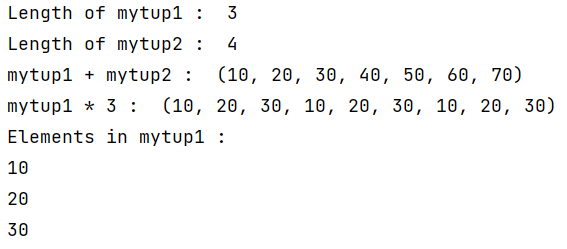 Length of mytup1 :  3
Length of mytup2 :  4
mytup1 + mytup2 :  (10, 20, 30, 40, 50, 60, 70)
mytup1 * 3 :  (10, 20, 30, 10, 20, 30, 10, 20, 30)
Elements in mytup1 :
10
20
30